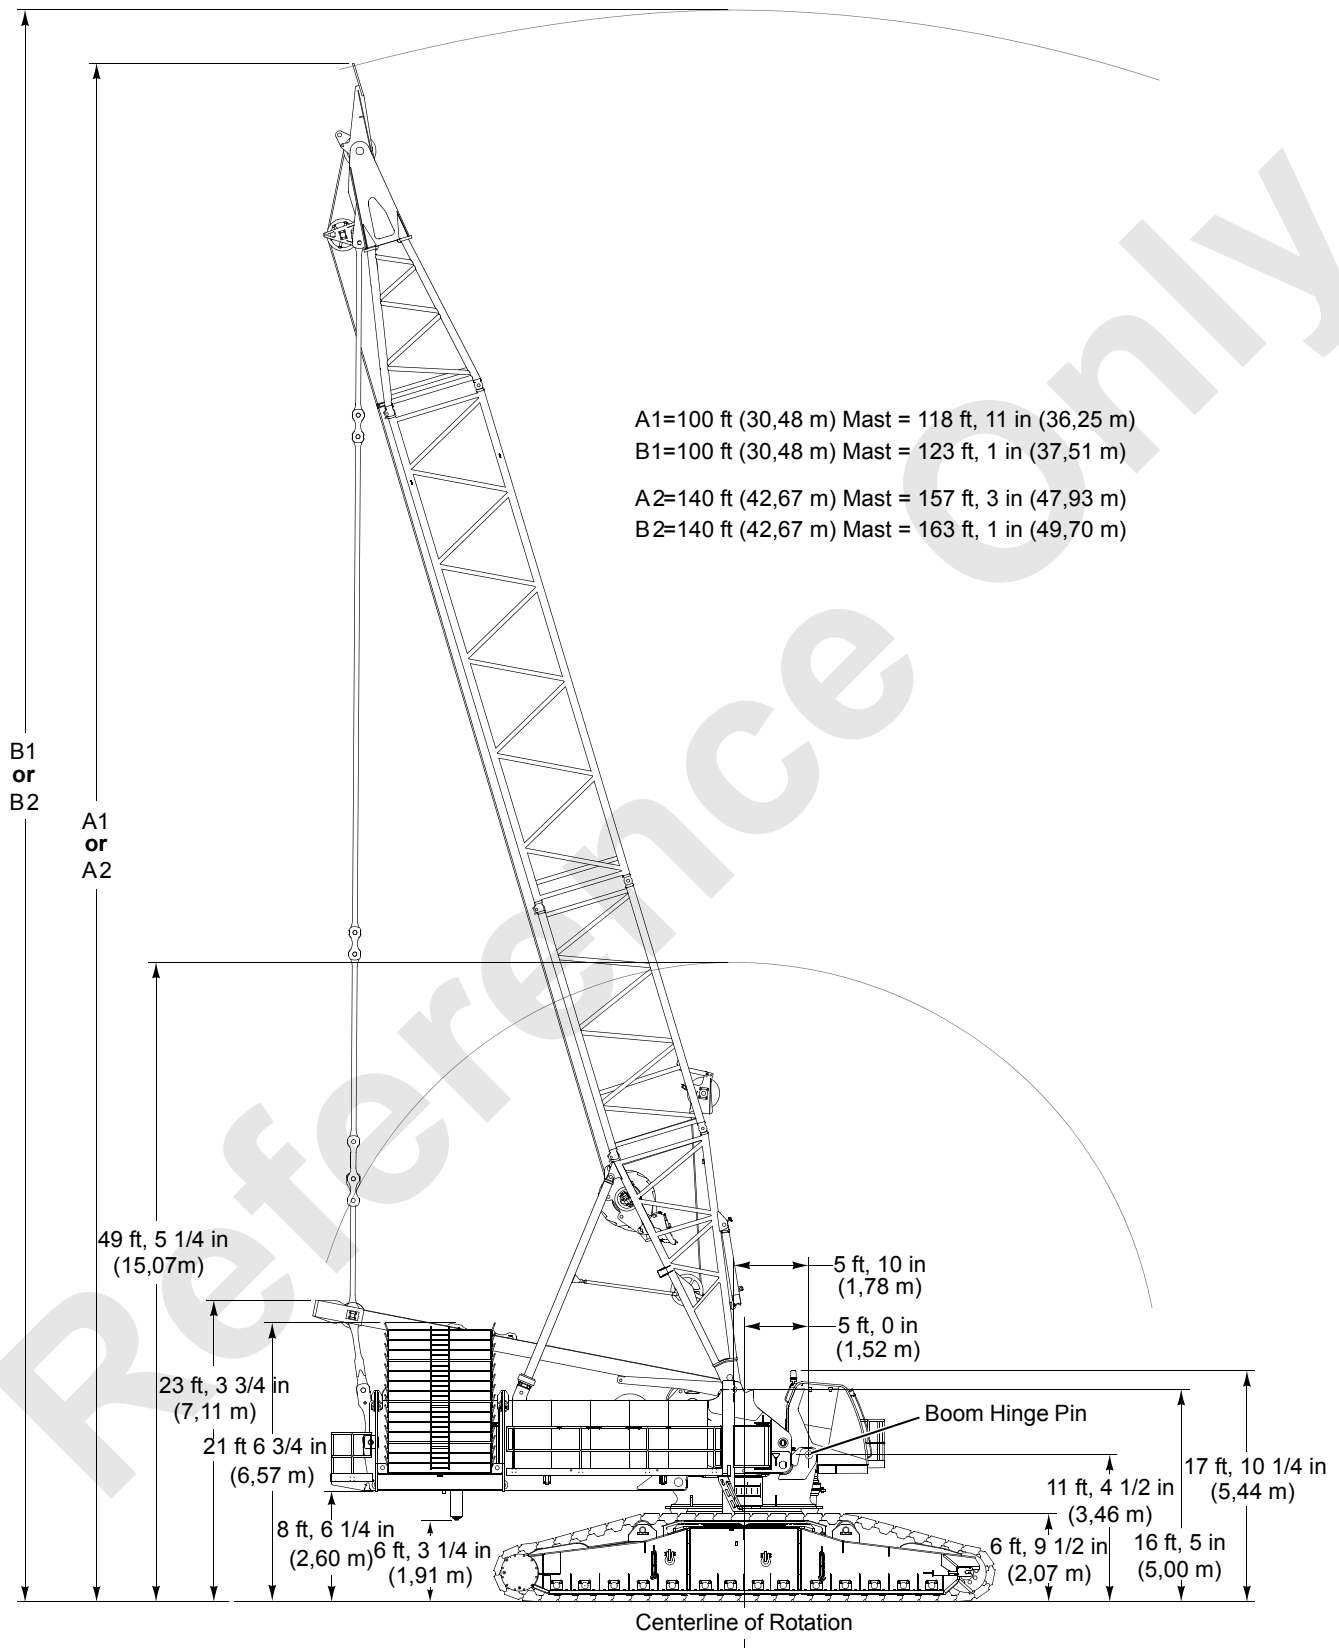 A1=100 ft (30,48 m) Mast = 118 ft, 11 in (36,25 m)
B1=100 ft (30,48 m) Mast = 123 ft, 1 in (37,51 m)
A2=140 ft (42,67 m) Mast = 157 ft, 3 in (47,93 m)
B2=140 ft (42,67 m) Mast = 163 ft, 1 in (49,70 m)
B1
or
B2
A1
or
A2
49 ft, 5 1/4 in
(15,07m)
5 ft, 10 in
(1,78 m)
5 ft, 0 in
(1,52 m)
23 ft, 3 3/4 in
(7,11 m)
21 ft 6 3/4 in
(6,57 m)
Boom Hinge Pin
17 ft, 10 1/4 in
(5,44 m)
11 ft, 4 1/2 in
(3,46 m)
8 ft, 6 1/4 in
(2,60 m)
6 ft, 3 1/4 in
(1,91 m)
6 ft, 9 1/2 in
(2,07 m)
16 ft, 5 in
(5,00 m)
Centerline of Rotation
Reference Only